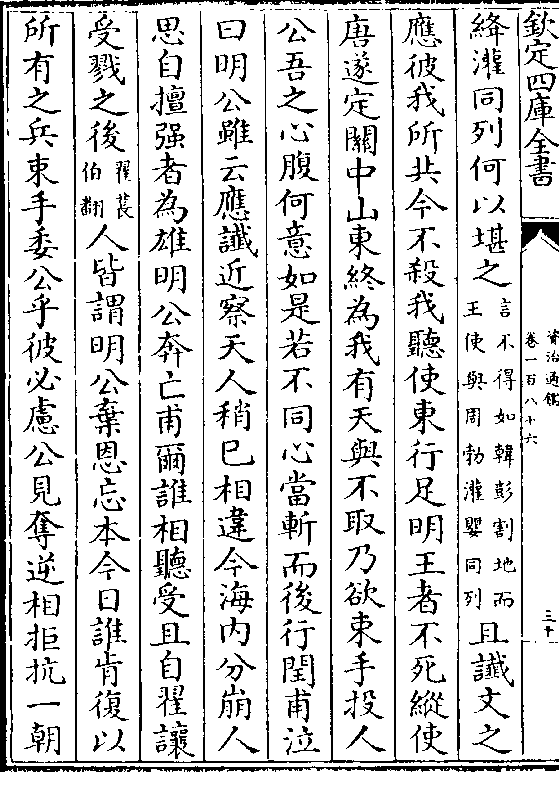 欽定四庫全書
資治通鑑
卷一百八十六
三十
絳灌同列何以堪之言不得如韓彭割地而王使與周勃灌嬰同列且讖文之
應彼我所共今不殺我聽使東行足明王者不死縱使
唐遂定關中山東終為我有天與不取乃欲束手投人
公吾之心腹何意如是若不同心當斬而後行閏甫泣
曰明公雖云應讖近察天人稍已相違今海内分崩人
思自擅强者為雄明公奔亡甫爾誰相聽受且自翟讓
受戮之後翟萇伯翻人皆謂明公棄恩忘本今日誰肯復以
所有之兵束手委公乎彼必慮公見奪逆相拒抗一朝